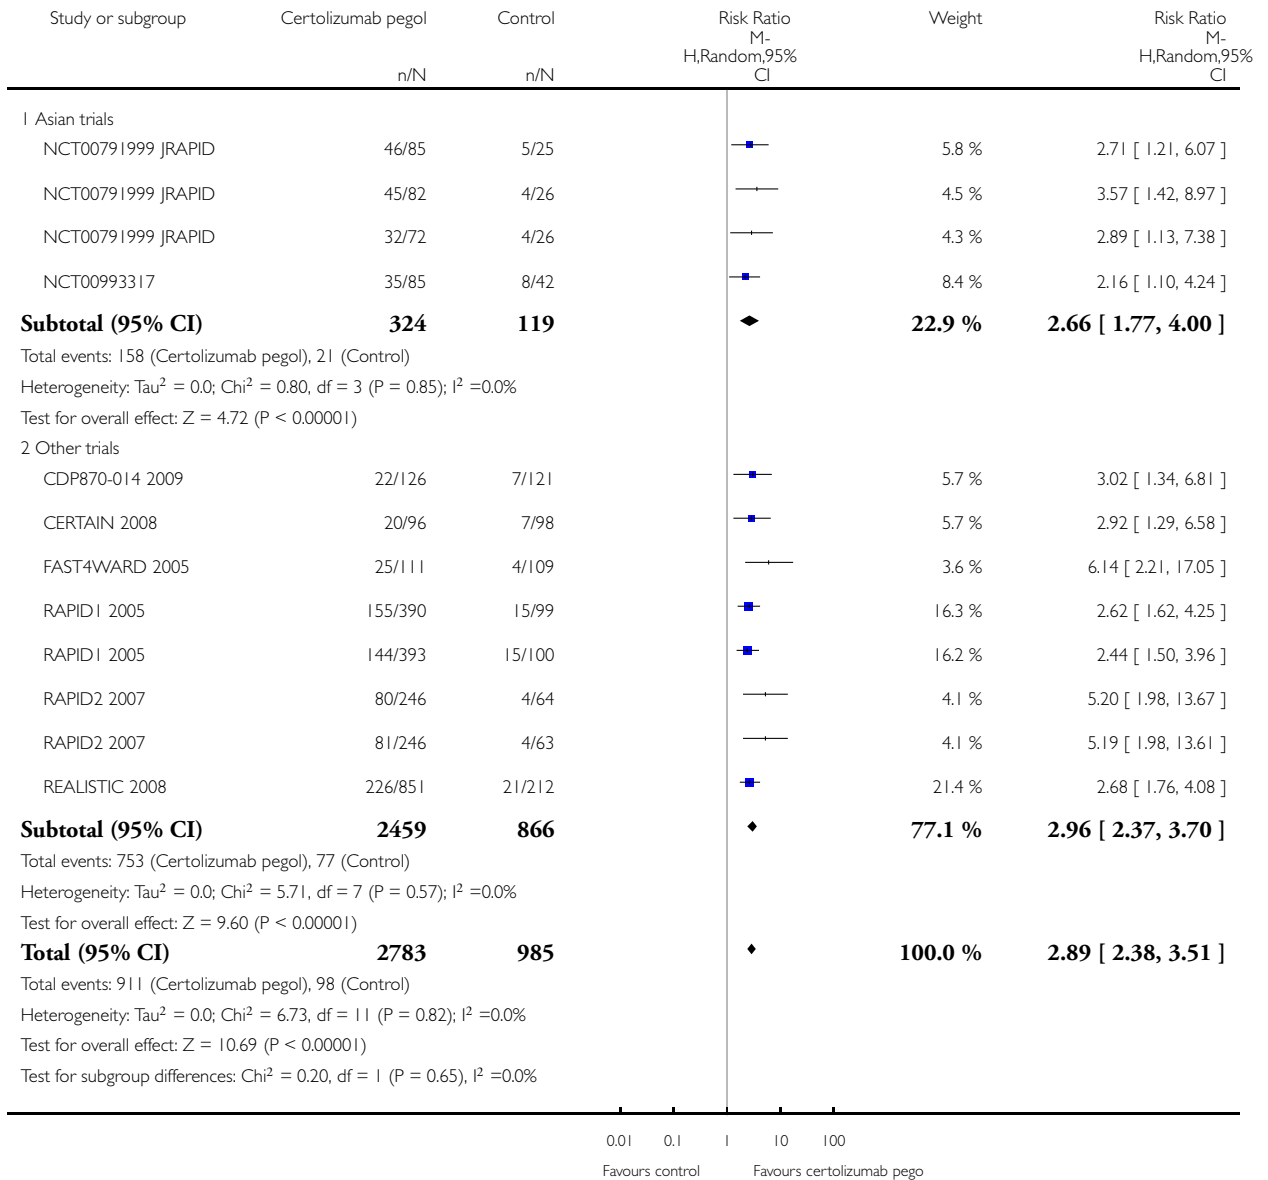 Study or subgroup Certolizumab pegol Control Risk Ratio Weight Risk Ratio
M- M-
H,Random,95% H,Random,95%
n/N n/N CI CI
1 Asian trials
NCT00791999 JRAPID 46/85 5/25 5.8 % 2.71 [ 1.21, 6.07 ]
NCT00791999 JRAPID 45/82 4/26 4.5 % 3.57 [ 1.42, 8.97 ]
NCT00791999 JRAPID 32/72 4/26 4.3 % 2.89 [ 1.13, 7.38 ]
NCT00993317 35/85 8/42 8.4 % 2.16 [ 1.10, 4.24 ]
Subtotal (95% CI) 324 119 22.9 % 2.66 [ 1.77, 4.00 ]
Total events: 158 (Certolizumab pegol), 21 (Control)
Heterogeneity: Tau² = 0.0; Chi² = 0.80, df = 3 (P = 0.85); I² =0.0%
Test for overall effect: Z = 4.72 (P < 0.00001)
2 Other trials
CDP870-014 2009 22/126 7/121 5.7 % 3.02 [ 1.34, 6.81 ]
CERTAIN 2008 20/96 7/98 5.7 % 2.92 [ 1.29, 6.58 ]
FAST4WARD 2005 25/111 4/109 3.6 % 6.14 [ 2.21, 17.05 ]
RAPID1 2005 155/390 15/99 16.3 % 2.62 [ 1.62, 4.25 ]
RAPID1 2005 144/393 15/100 16.2 % 2.44 [ 1.50, 3.96 ]
RAPID2 2007 80/246 4/64 4.1 % 5.20 [ 1.98, 13.67 ]
RAPID2 2007 81/246 4/63 4.1 % 5.19 [ 1.98, 13.61 ]
REALISTIC 2008 226/851 21/212 21.4 % 2.68 [ 1.76, 4.08 ]
Subtotal (95% CI) 2459 866 77.1 % 2.96 [ 2.37, 3.70 ]
Total events: 753 (Certolizumab pegol), 77 (Control)
Heterogeneity: Tau² = 0.0; Chi² = 5.71, df = 7 (P = 0.57); I² =0.0%
Test for overall effect: Z = 9.60 (P < 0.00001)
Total (95% CI) 2783 985 100.0 % 2.89 [ 2.38, 3.51 ]
Total events: 911 (Certolizumab pegol), 98 (Control)
Heterogeneity: Tau² = 0.0; Chi² = 6.73, df = 11 (P = 0.82); I² =0.0%
Test for overall effect: Z = 10.69 (P < 0.00001)
Test for subgroup differences: Chi² = 0.20, df = 1 (P = 0.65), I² =0.0%
0.01 0.1 1 10 100
Favours control Favours certolizumab pego